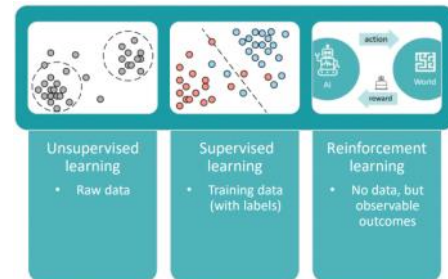 action
AI
World
reward
Unsupervised
learning
• Raw data
Supervised
learning
• Training data
(with labels)
Reinforcement
learning
• No data, but
observable
outcomes